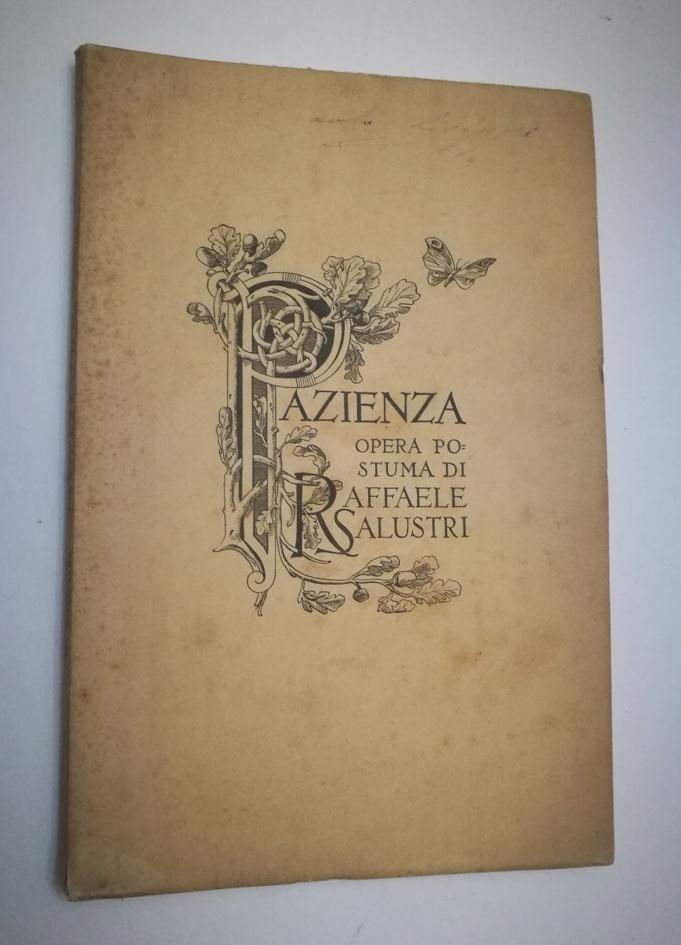 PAZIENZA
OPERA PO=
STUMA DI
RAFFAELE
SALUSTRI